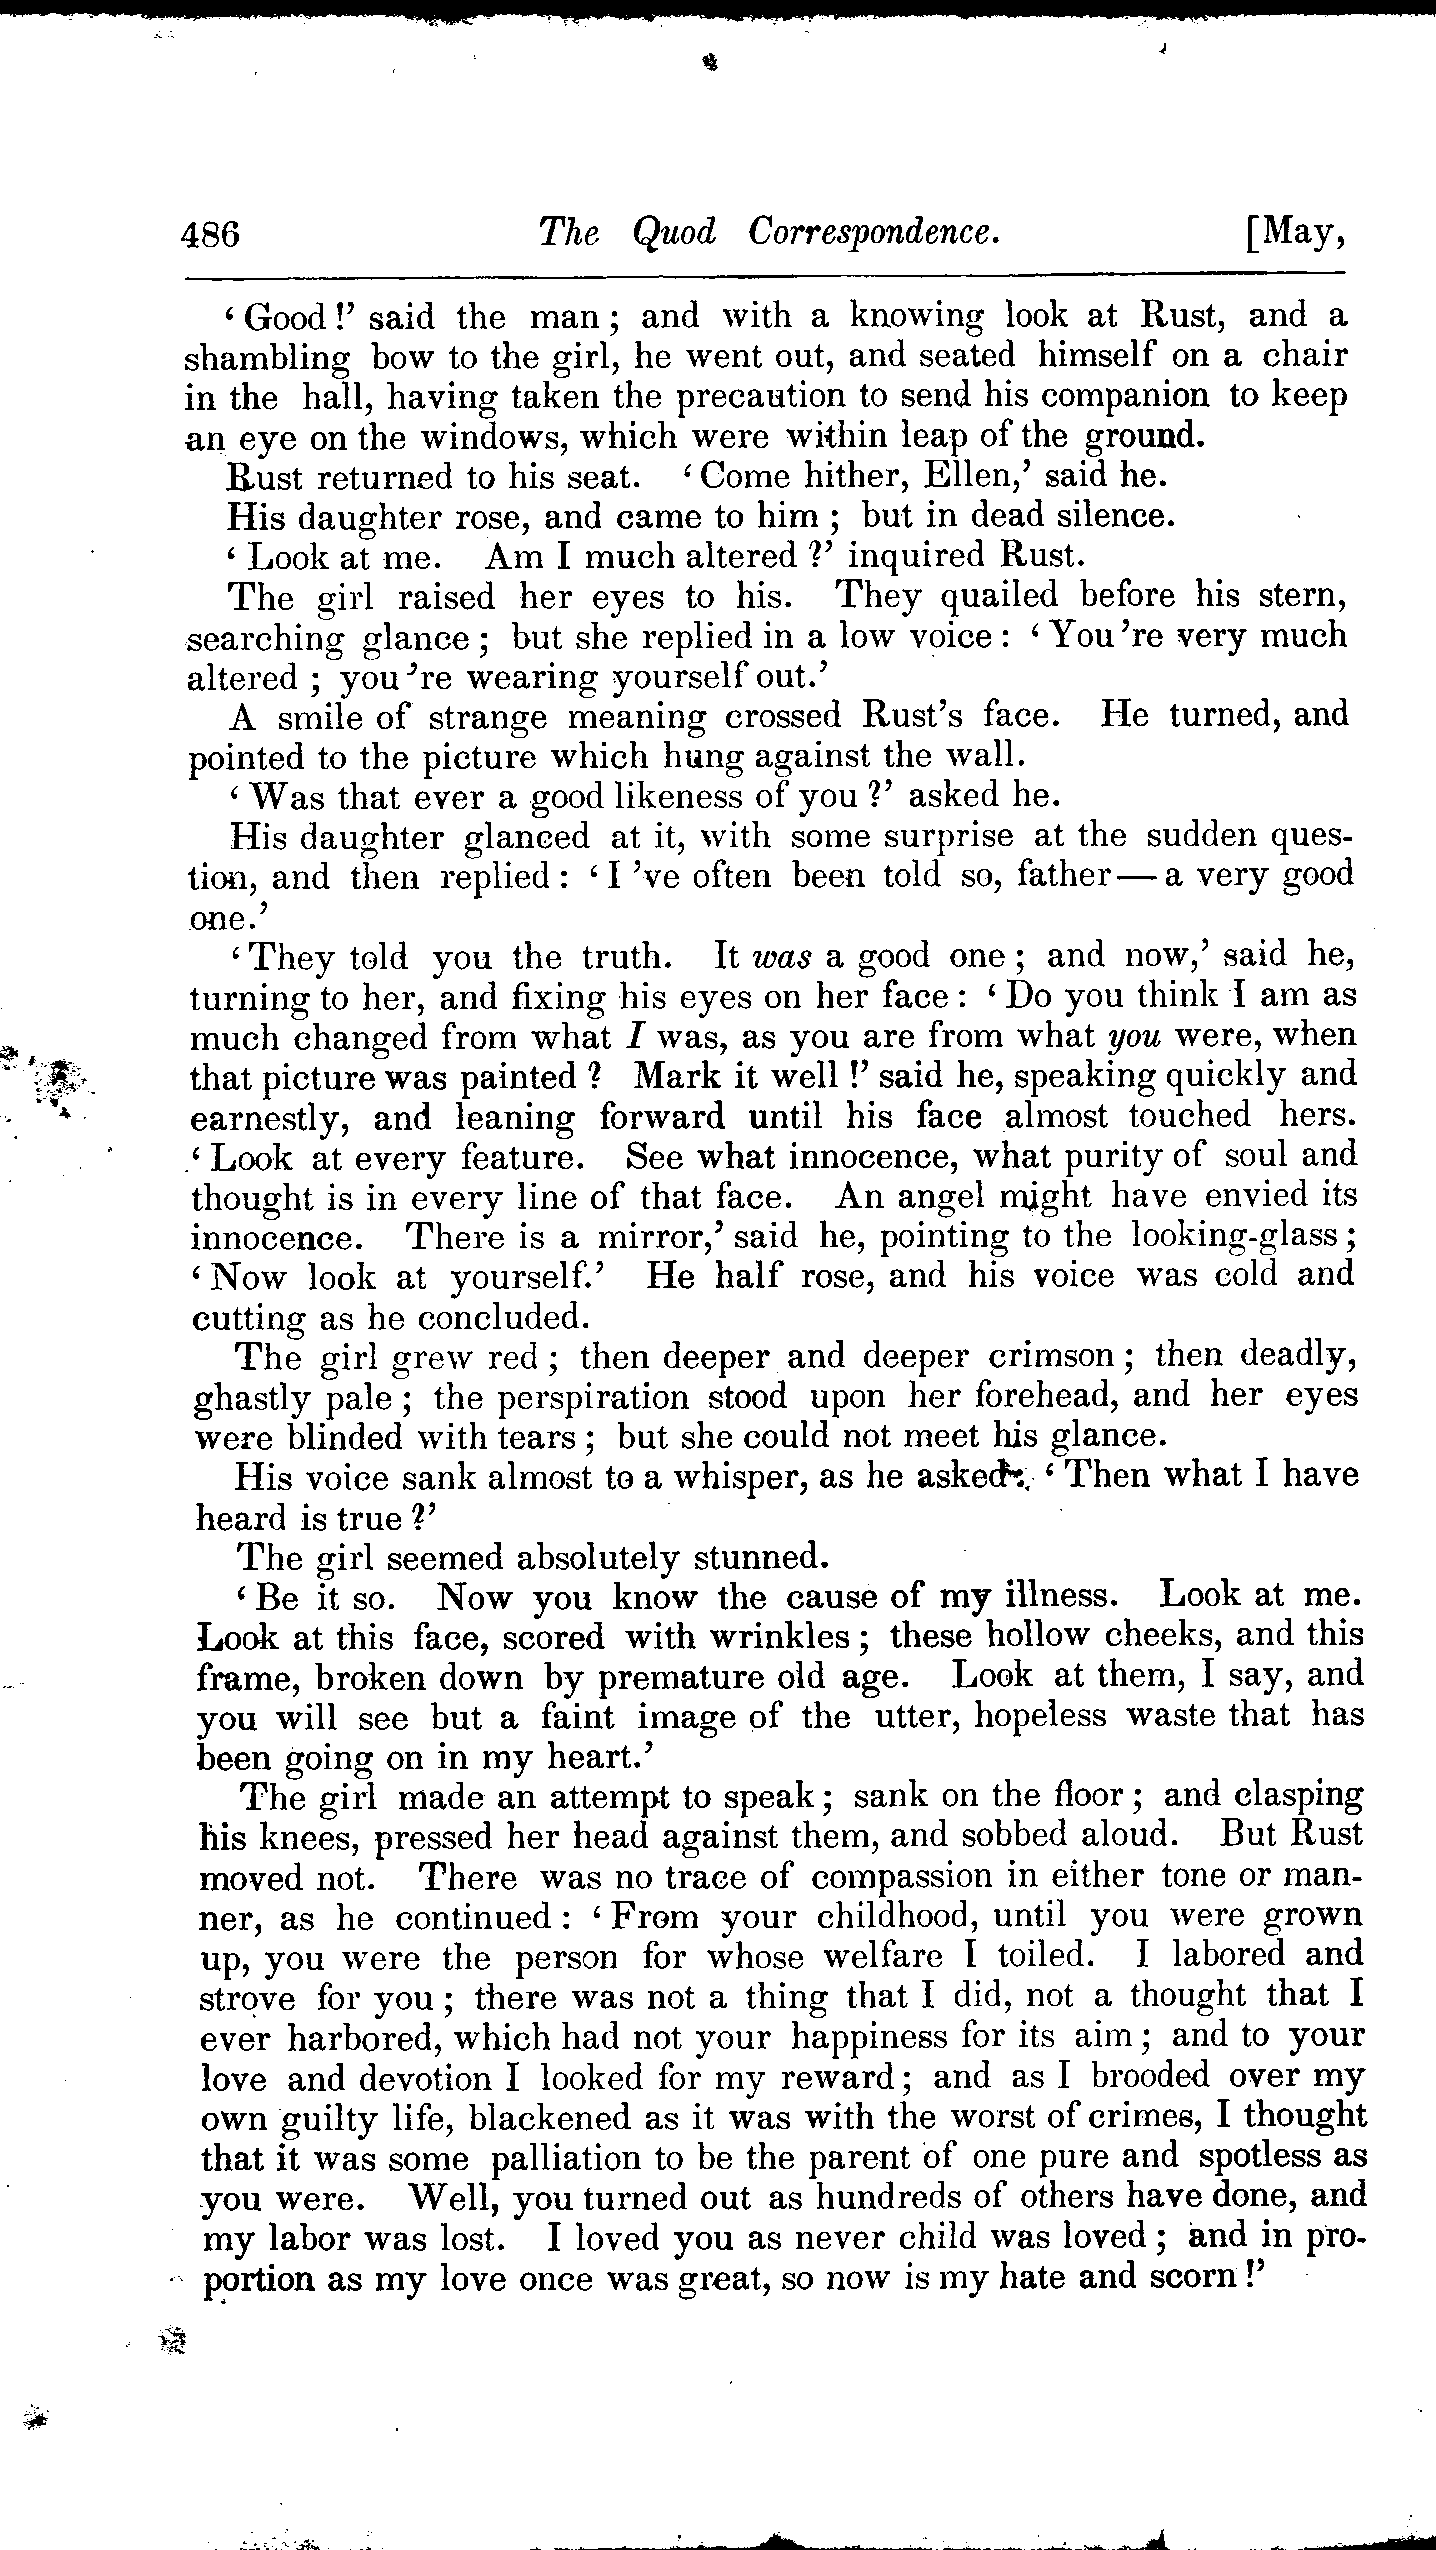 486 The Quod Correspondence. [May,
‘Good!’ said the man; and with a knowing look at Rust, and a
shambling bow to the girl, he went out, and seated himself on a chair
in the hall, having taken the precaution to send his companion to keep
an eye on the windows, which were within leap of the ground.
Rust returned to his seat. ‘Come hither, Ellen,’ said he.
His daughter rose, and came to him; but in dead silence.
‘Look at me. Am I much altered?’ inquired Rust.
The girl raised her eyes to his. They quailed before his stern,
searching glance; but she replied in a low voice: ‘You're very much
altered; you're wearing yourself out.’
A smile of strange meaning crossed Rust's face. He turned, and
pointed to the picture which hung against the wall.
‘Was that ever a good likeness of you?’ asked he.
His daughter glanced at it, with some surprise at the sudden ques-
tion, and then replied: ‘I 've often been told so, father—a very good
one.’
‘They told you the truth. It was a good one; and now,’ said he,
turning to her, and fixing his eyes on her face: ‘Do you think I am as
much changed from what I was, as you are from what you were, when
that picture was painted? Mark it well!’ said he, speaking quickly and
earnestly, and leaning forward until his face almost touched hers.
‘Look at every feature. See what innocence, what purity of soul and
thought is in every line of that face. An angel might have envied its
innocence. There is a mirror,’ said he, pointing to the looking-glass;
‘Now look at yourself.’ He half rose, and his voice was cold and
cutting as he concluded.
The girl grew red; then deeper and deeper crimson; then deadly,
ghastly pale; the perspiration stood upon her forehead, and her eyes
were blinded with tears; but she could not meet his glance.
His voice sank almost to a whisper, as he asked: ‘Then what I have
heard is true?’
The girl seemed absolutely stunned.
‘Be it so. Now you know the cause of my illness. Look at me.
Look at this face, scored with wrinkles; these hollow cheeks, and this
frame, broken down by premature old age. Look at them, I say, and
you will see but a faint image of the utter, hopeless waste that has
been going on in my heart.’
The girl made an attempt to speak; sank on the floor; and clasping
his knees, pressed her head against them, and sobbed aloud. But Rust
moved not. There was no trace of compassion in either tone or man-
ner, as he continued: ‘From your childhood, until you were grown
up, you were the person for whose welfare I toiled. I labored and
strove for you; there was not a thing that I did, not a thought that I
ever harbored, which had not your happiness for its aim; and to your
love and devotion I looked for my reward; and as I brooded over my
own guilty life, blackened as it was with the worst of crimes, I thought
that it was some palliation to be the parent of one pure and spotless as
you were. Well, you turned out as hundreds of others have done, and
my labor was lost. I loved you as never child was loved; and in pro-
portion as my love once was great, so now is my hate and scorn!’